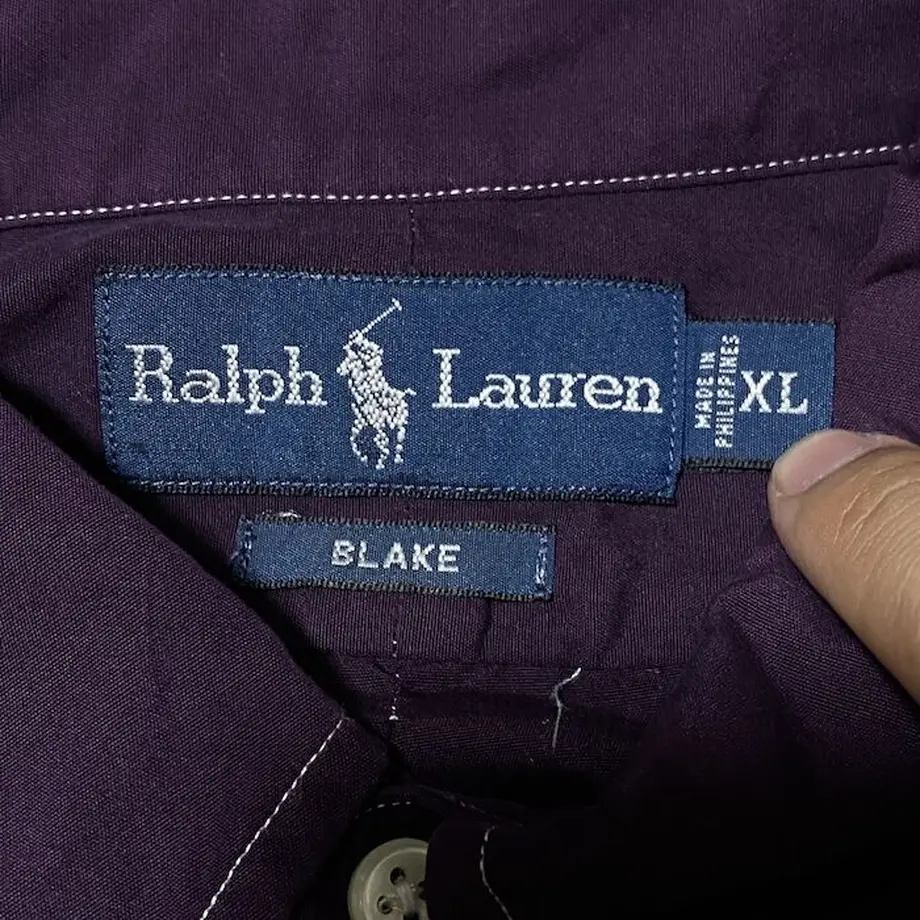 Ralph Lauren
MADE IN
PHILIPPINES
XL
BLAKE